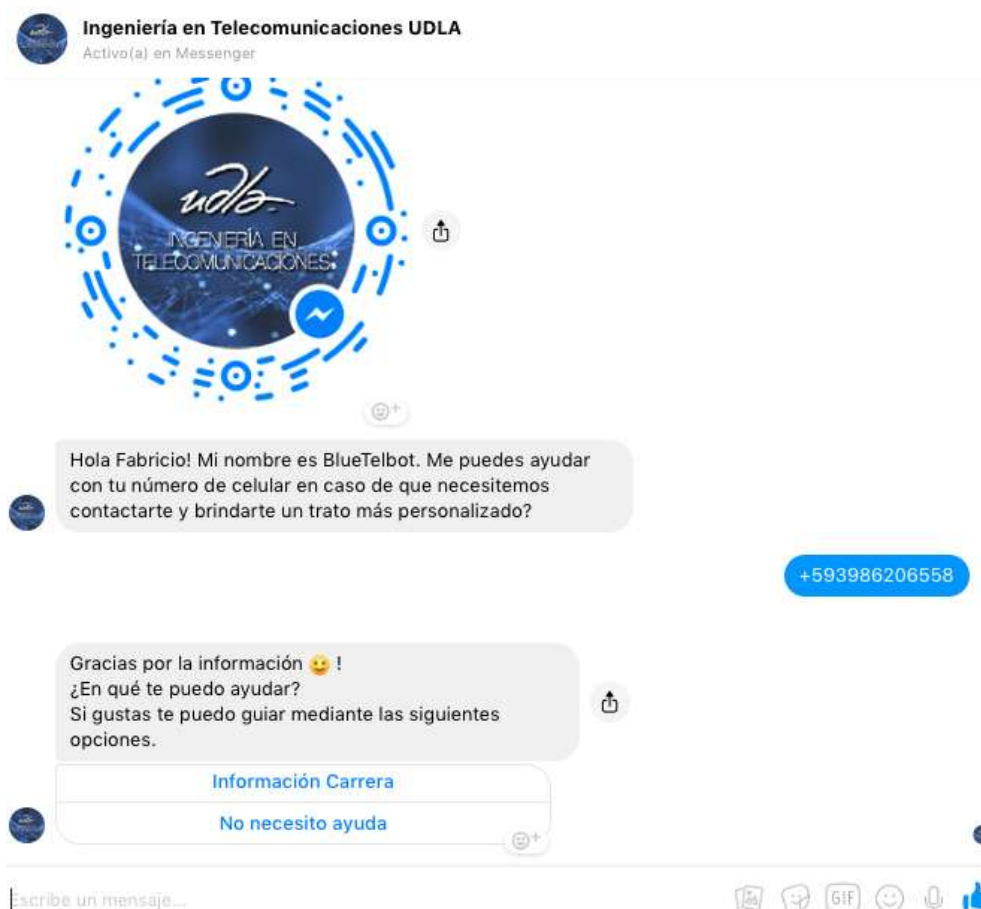 Ingeniería en Telecomunicaciones UDLA
Activo(a) en Messenger
udla
INGENIERÍA EN
TELECOMUNICACIONES
Hola Fabricio! Mi nombre es BlueTelbot. Me puedes ayudar
con tu número de celular en caso de que necesitemos
contactarte y brindarte un trato más personalizado?
+593986206558
Gracias por la información 😀 !
¿En qué te puedo ayudar?
Si gustas te puedo guiar mediante las siguientes
opciones.
Información Carrera
No necesito ayuda
Escribe un mensaje...
GIF